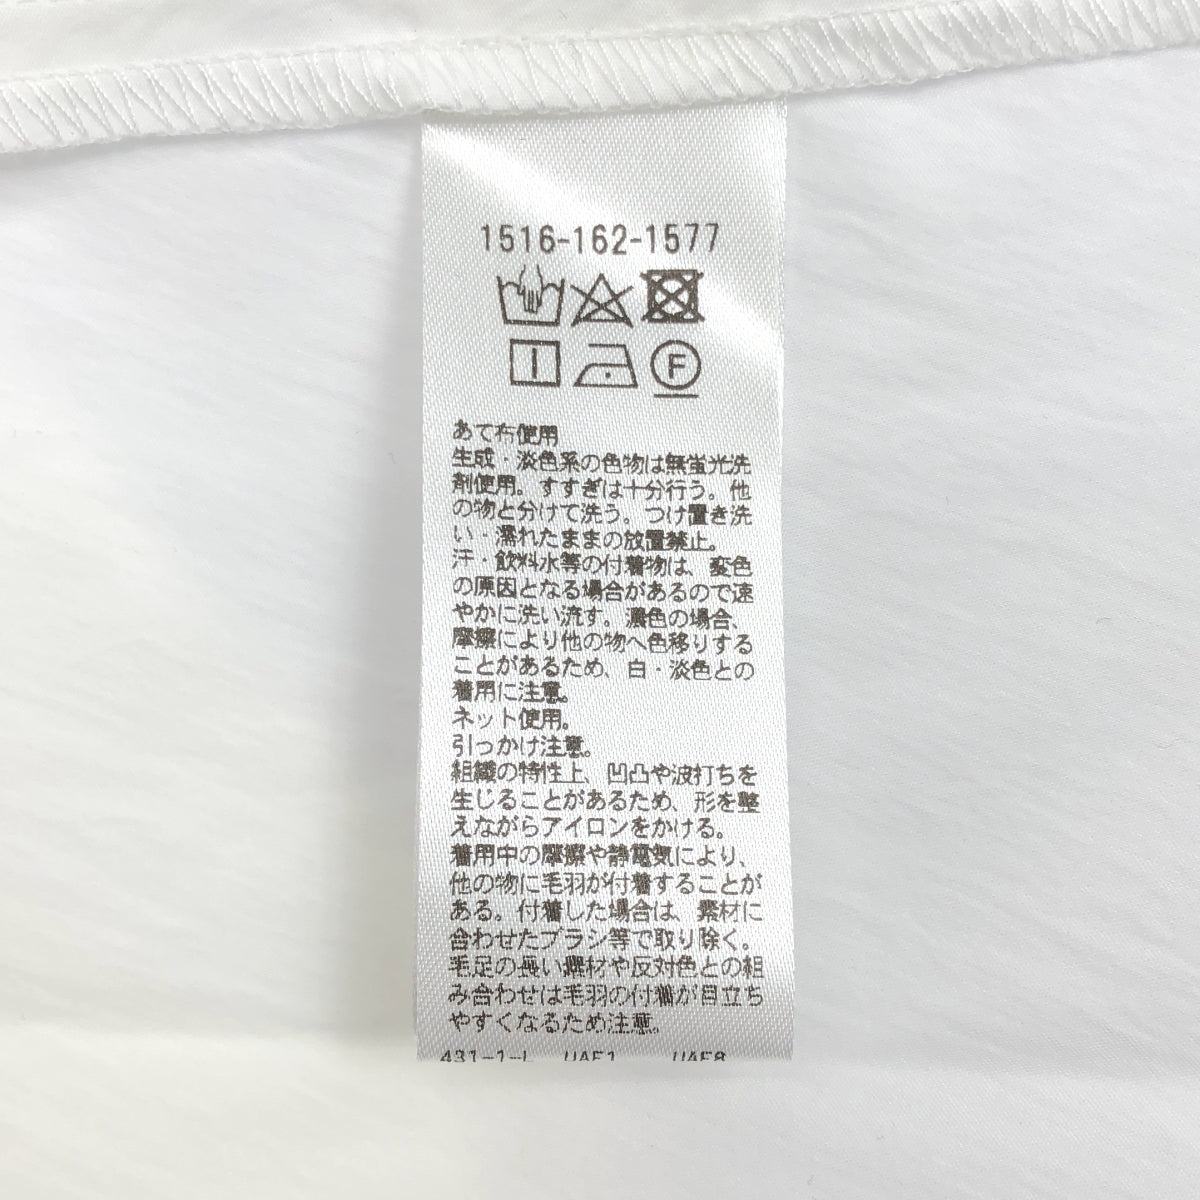 1516-162-1577
F
あて布使用
生成・淡色系の色物は無蛍光洗
剤使用。すすぎは十分行う。他
の物と分けて洗う。つけ置き洗
い・濡れたままの放置禁止。
汗・飲料水等の付着物は、変色
の原因となる場合があるので速
やかに洗い流す。濃色の場合、
摩擦により他の物へ色移りする
ことがあるため、白・淡色との
着用に注意。
ネット使用。
引っかけ注意。
組織の特性上、凹凸や波打ちを
生じることがあるため、形を整
えながらアイロンをかける。
着用中の摩擦や静電気により、
他の物に毛羽が付着することが
ある。付着した場合は、素材に
合わせたブラシ等で取り除く。
毛足の長い素材や反対色との組
み合わせは毛羽の付着が目立ち
やすくなるため注意。